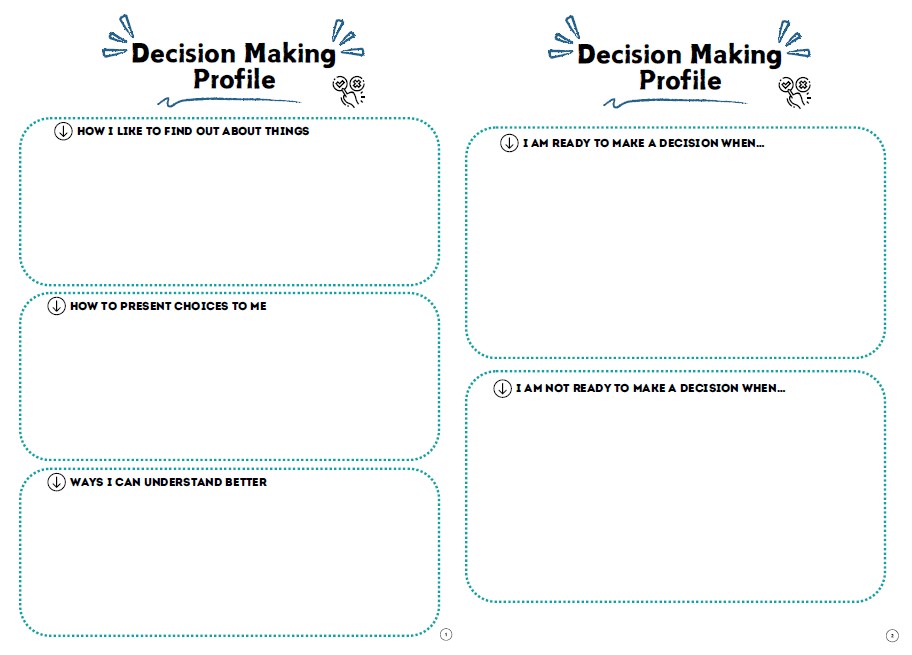 Decision Making
Profile
HOW I LIKE TO FIND OUT ABOUT THINGS
HOW TO PRESENT CHOICES TO ME
WAYS I CAN UNDERSTAND BETTER
1
Decision Making
Profile
I AM READY TO MAKE A DECISION WHEN...
I AM NOT READY TO MAKE A DECISION WHEN...
2